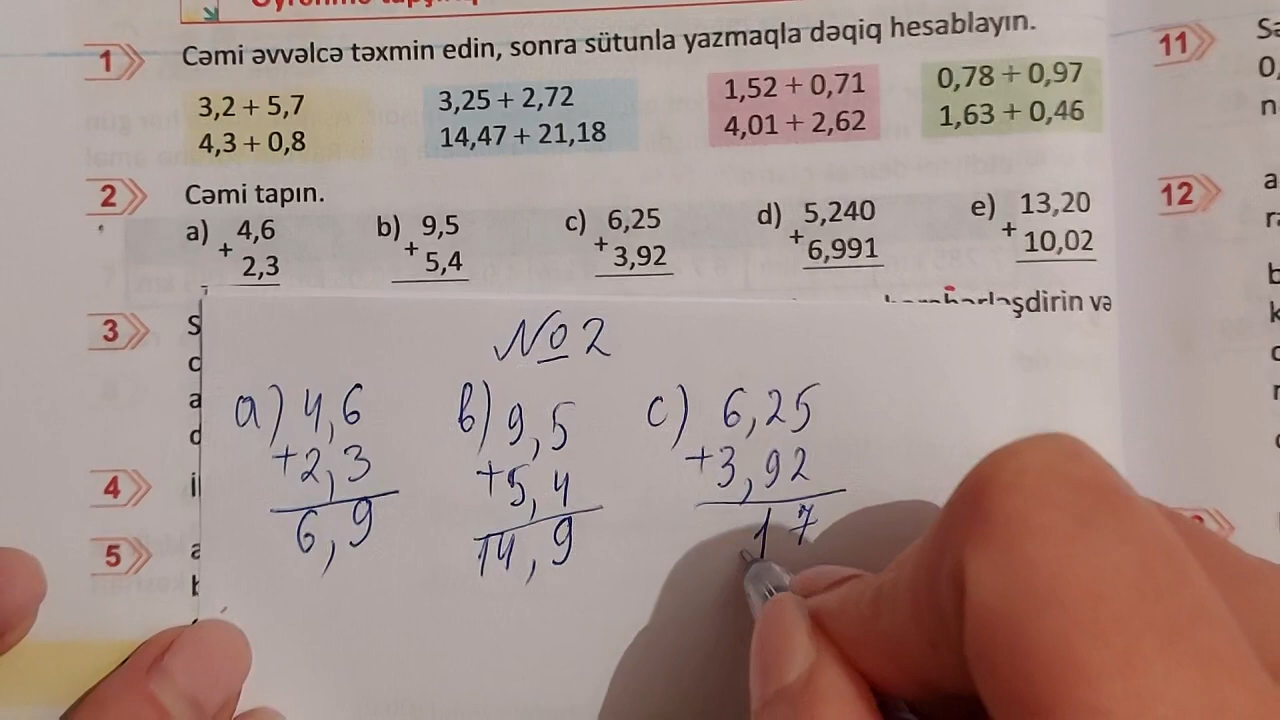 1 Cəmi əvvəlcə təxmin edin, sonra sütunla yazmaqla dəqiq hesablayın.
3,2 + 5,7
4,3 + 0,8
3,25 + 2,72
14,47 + 21,18
1,52 + 0,71
4,01 + 2,62
0,78 + 0,97
1,63 + 0,46
2 Cəmi tapın.
a) 4,6
+
2,3
b) 9,5
+
5,4
c) 6,25
+
3,92
d) 5,240
+
6,991
e) 13,20
+
10,02
3
4
5
11
12
№ 2
a) 4,6
+2,3
6,9
b) 9,5
+5,4
14,9
c) 6,25
+3,92
17